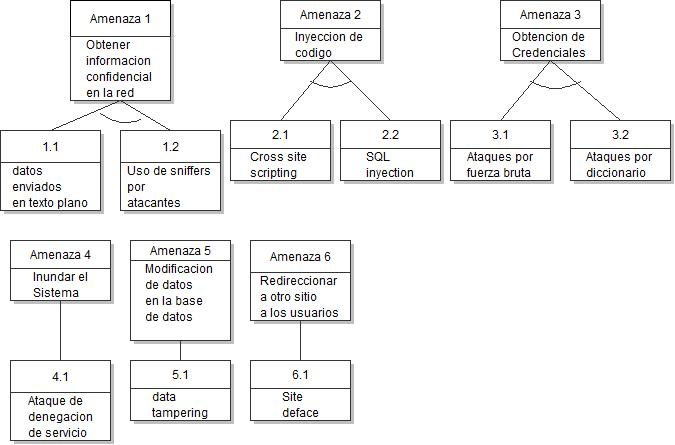 Amenaza 1
Obtener
informacion
confidencial
en la red
Amenaza 2
Inyeccion de
codigo
Amenaza 3
Obtencion de
Credenciales
1.1
datos
enviados
en texto plano
1.2
Uso de sniffers
por
atacantes
2.1
Cross site
scripting
2.2
SQL
inyection
3.1
Ataques por
fuerza bruta
3.2
Ataques por
diccionario
Amenaza 4
Inundar el
Sistema
Amenaza 5
Modificacion
de datos
en la base
de datos
Amenaza 6
Redireccionar
a otro sitio
a los usuarios
4.1
Ataque de
denegacion
de servicio
5.1
data
tampering
6.1
Site
deface